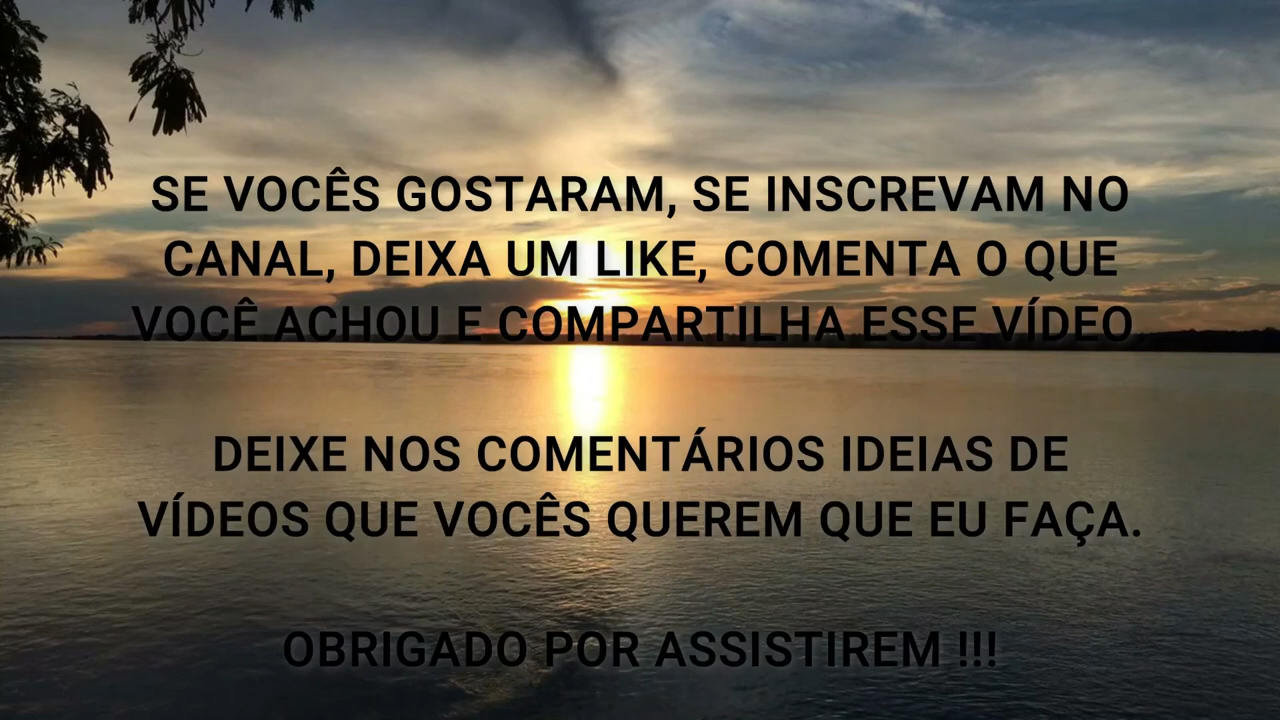 SE VOCÊS GOSTARAM, SE INSCREVAM NO
CANAL, DEIXA UM LIKE, COMENTA O QUE
VOCÊ ACHOU E COMPARTILHA ESSE VÍDEO.
DEIXE NOS COMENTÁRIOS IDEIAS DE
VÍDEOS QUE VOCÊS QUEREM QUE EU FAÇA.
OBRIGADO POR ASSISTIREM !!!